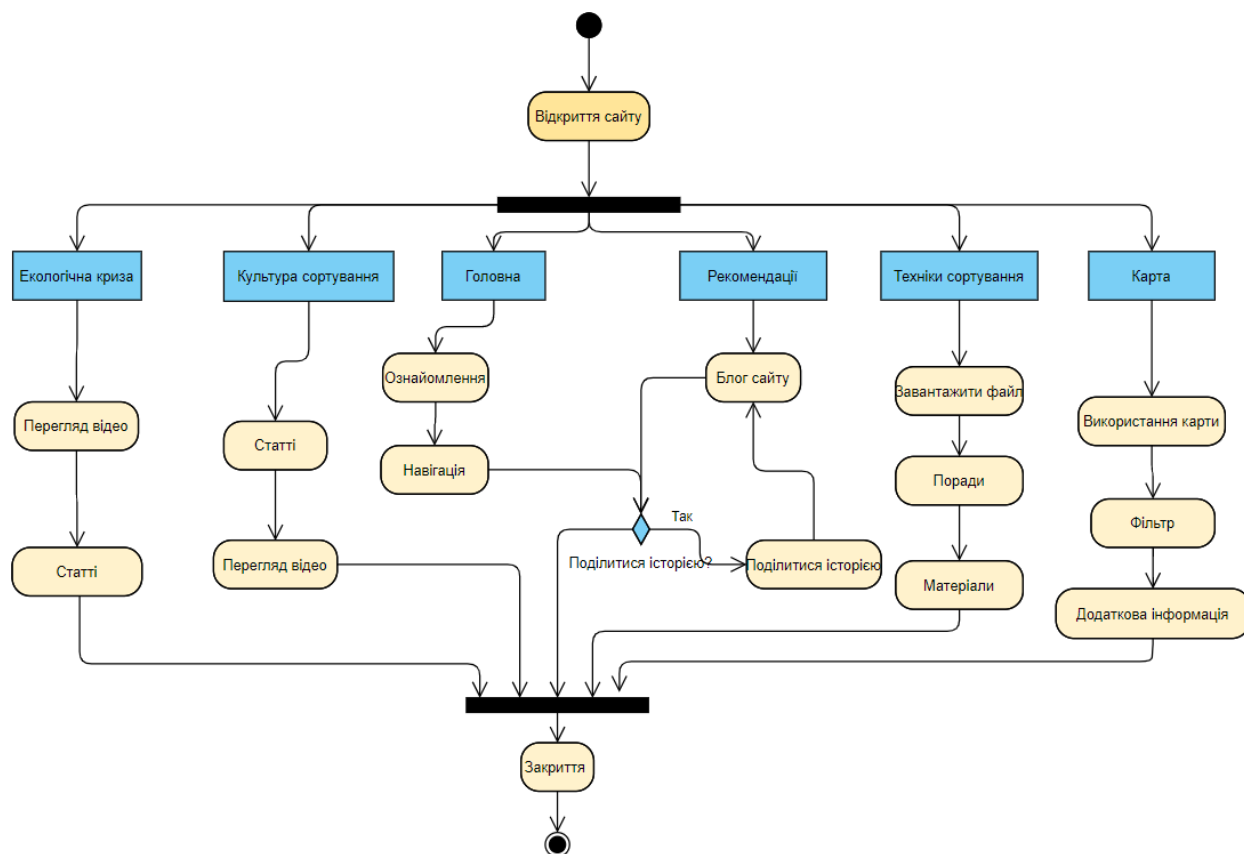 Відкриття сайту
Екологічна криза
Культура сортування
Головна
Рекомендації
Техніки сортування
Карта
Ознайомлення
Блог сайту
Завантажити файл
Перегляд відео
Використання карти
Статті
Навігація
Поради
Так
Фільтр
Поділитися історією?
Перегляд відео
Поділитися історією
Статті
Матеріали
Додаткова інформація
Закриття